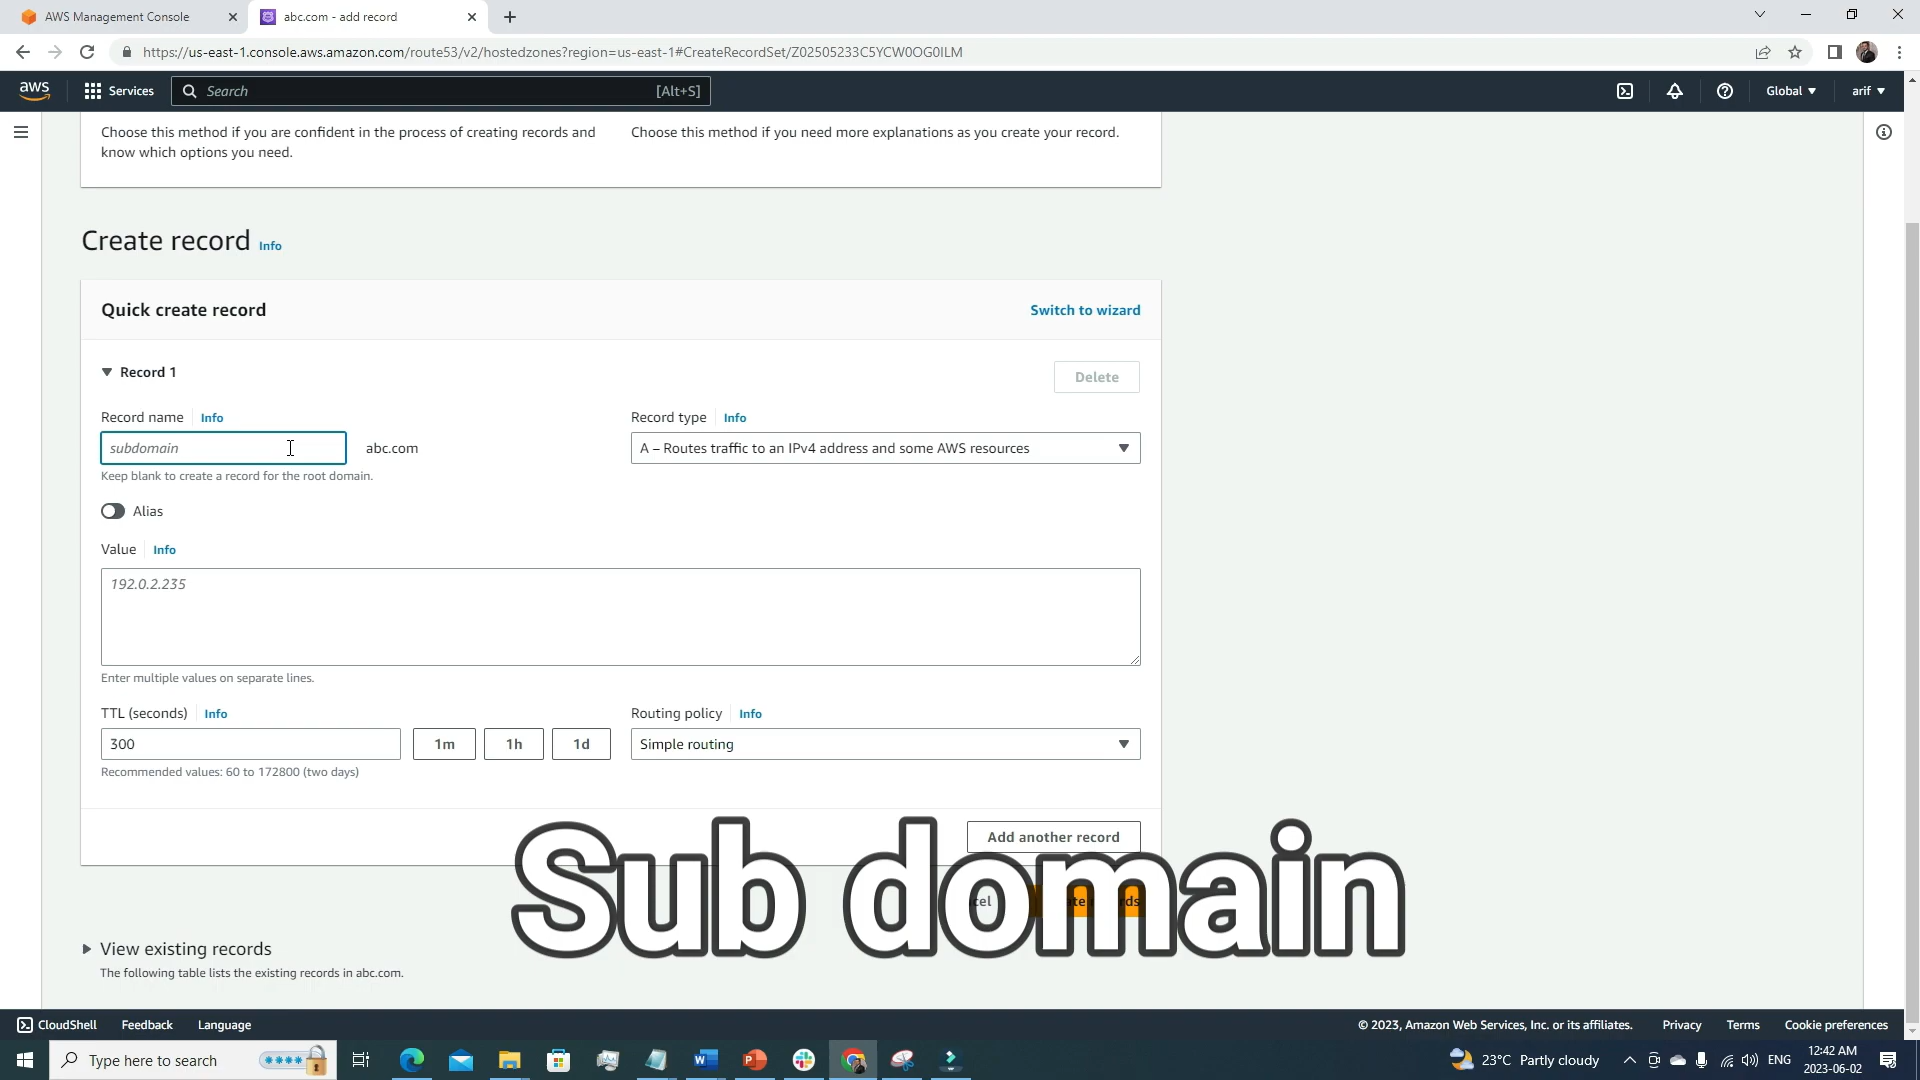 AWS Management Console
abc.com - add record
https://us-east-1.console.aws.amazon.com/route53/v2/hostedzones?region=us-east-1#CreateRecordSet/Z02505233C5YCW0OG0ILM
aws
Services
Search
[Alt+S]
Global
arif
Choose this method if you are confident in the process of creating records and
know which options you need.
Choose this method if you need more explanations as you create your record.
Create record Info
Quick create record
Switch to wizard
Record 1
Delete
Record name Info
Record type Info
subdomain
abc.com
A – Routes traffic to an IPv4 address and some AWS resources
Keep blank to create a record for the root domain.
Alias
Value Info
192.0.2.235
Enter multiple values on separate lines.
TTL (seconds) Info
Routing policy Info
300
1m
1h
1d
Simple routing
Recommended values: 60 to 172800 (two days)
Add another record
Sub domain
View existing records
The following table lists the existing records in abc.com.
CloudShell
Feedback
Language
© 2023, Amazon Web Services, Inc. or its affiliates.
Privacy
Terms
Cookie preferences
Type here to search
23°C Partly cloudy
ENG
12:42 AM
2023-06-02